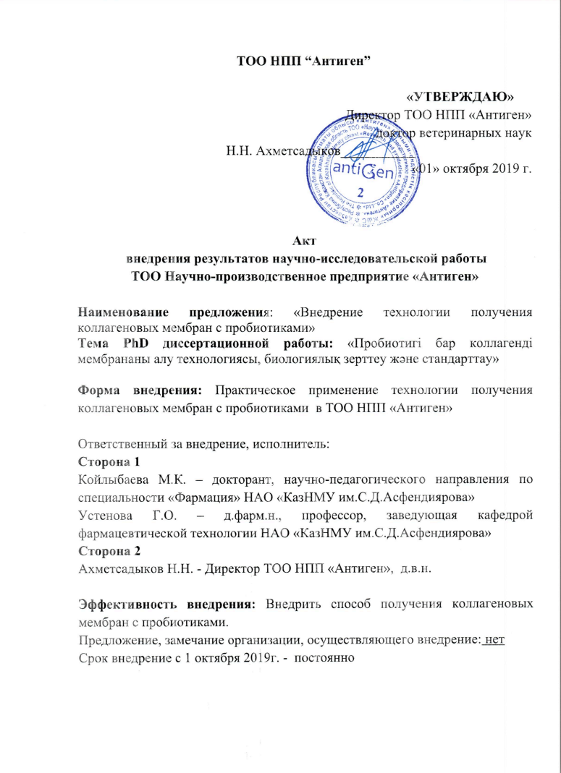 ТОО НПП “Антиген”
«УТВЕРЖДАЮ»
Директор ТОО НПП «Антиген»
доктор ветеринарных наук
Н.Н. Ахметсадыков
«01» октября 2019 г.
antiGen
2
Акт
внедрения результатов научно-исследовательской работы
ТОО Научно-производственное предприятие «Антиген»
Наименование предложения: «Внедрение технологии получения
коллагеновых мембран с пробиотиками»
Тема PhD диссертационной работы: «Пробиотигі бар коллагенді
мембрананы алу технологиясы, биологиялық зерттеу және стандарттау»
Форма внедрения: Практическое применение технологии получения
коллагеновых мембран с пробиотиками в ТОО НПП «Антиген»
Ответственный за внедрение, исполнитель:
Сторона 1
Койлыбаева М.К. – докторант, научно-педагогического направления по
специальности «Фармация» НАО «КазНМУ им.С.Д.Асфендиярова»
Устенова Г.О. – д.фарм.н., профессор, заведующая кафедрой
фармацевтической технологии НАО «КазНМУ им.С.Д.Асфендиярова»
Сторона 2
Ахметсадыков Н.Н. - Директор ТОО НПП «Антиген», д.в.н.
Эффективность внедрения: Внедрить способ получения коллагеновых
мембран с пробиотиками.
Предложение, замечание организации, осуществляющего внедрение: нет
Срок внедрение с 1 октября 2019г. - постоянно